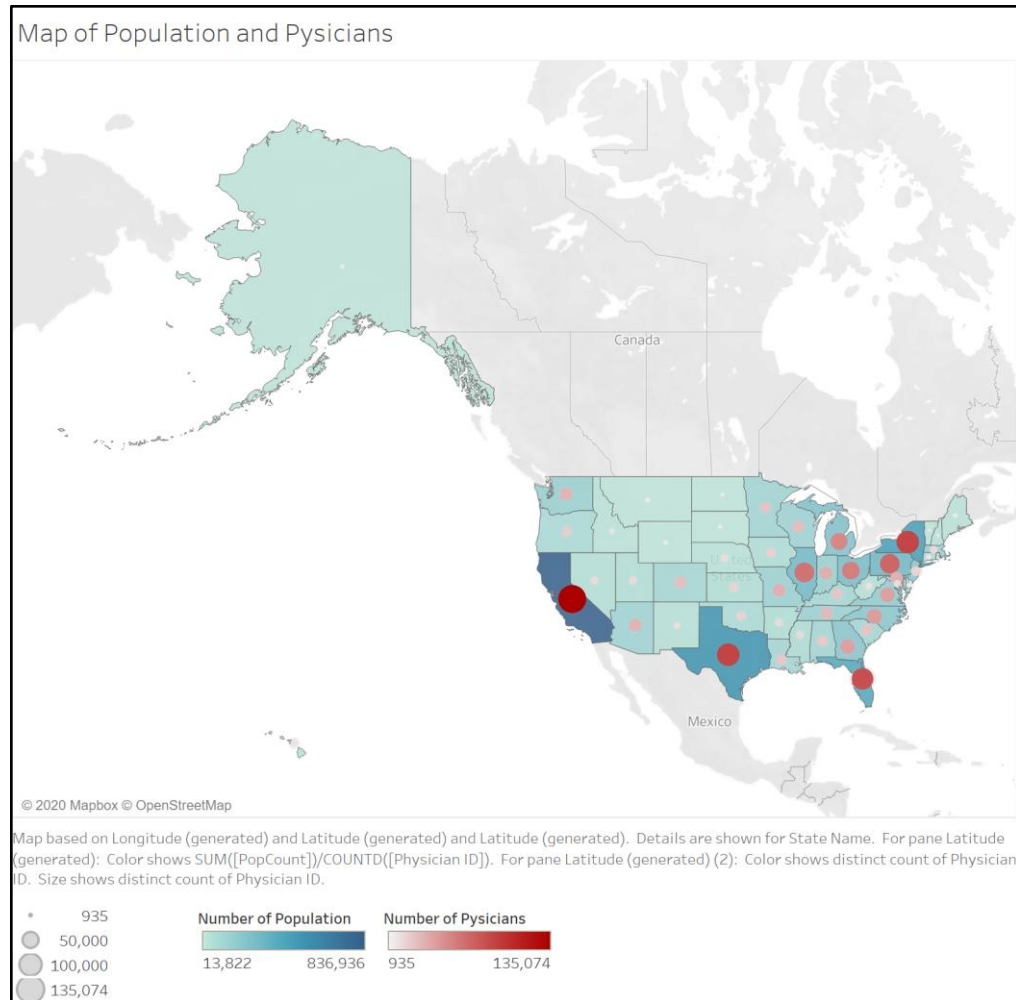 Map of Population and Pysicians
Canada
United
States
Mexico
© 2020 Mapbox © OpenStreetMap
Map based on Longitude (generated) and Latitude (generated) and Latitude (generated). Details are shown for State Name. For pane Latitude
(generated): Color shows SUM([PopCount])/COUNTD([Physician ID]). For pane Latitude (generated) (2): Color shows distinct count of Physician
ID. Size shows distinct count of Physician ID.
935
50,000
100,000
135,074
Number of Population
13,822 836,936
Number of Pysicians
935 135,074